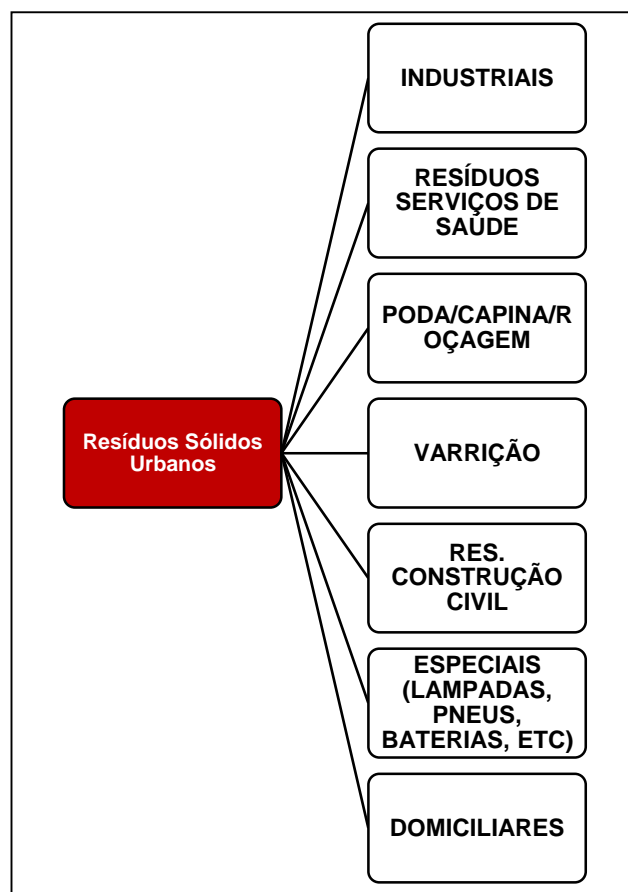 INDUSTRIAIS
RESÍDUOS
SERVIÇOS DE
SAÚDE
PODA/CAPINA/R
OÇAGEM
Resíduos Sólidos
Urbanos
VARRIÇÃO
RES.
CONSTRUÇÃO
CIVIL
ESPECIAIS
(LAMPADAS,
PNEUS,
BATERIAS, ETC)
DOMICILIARES